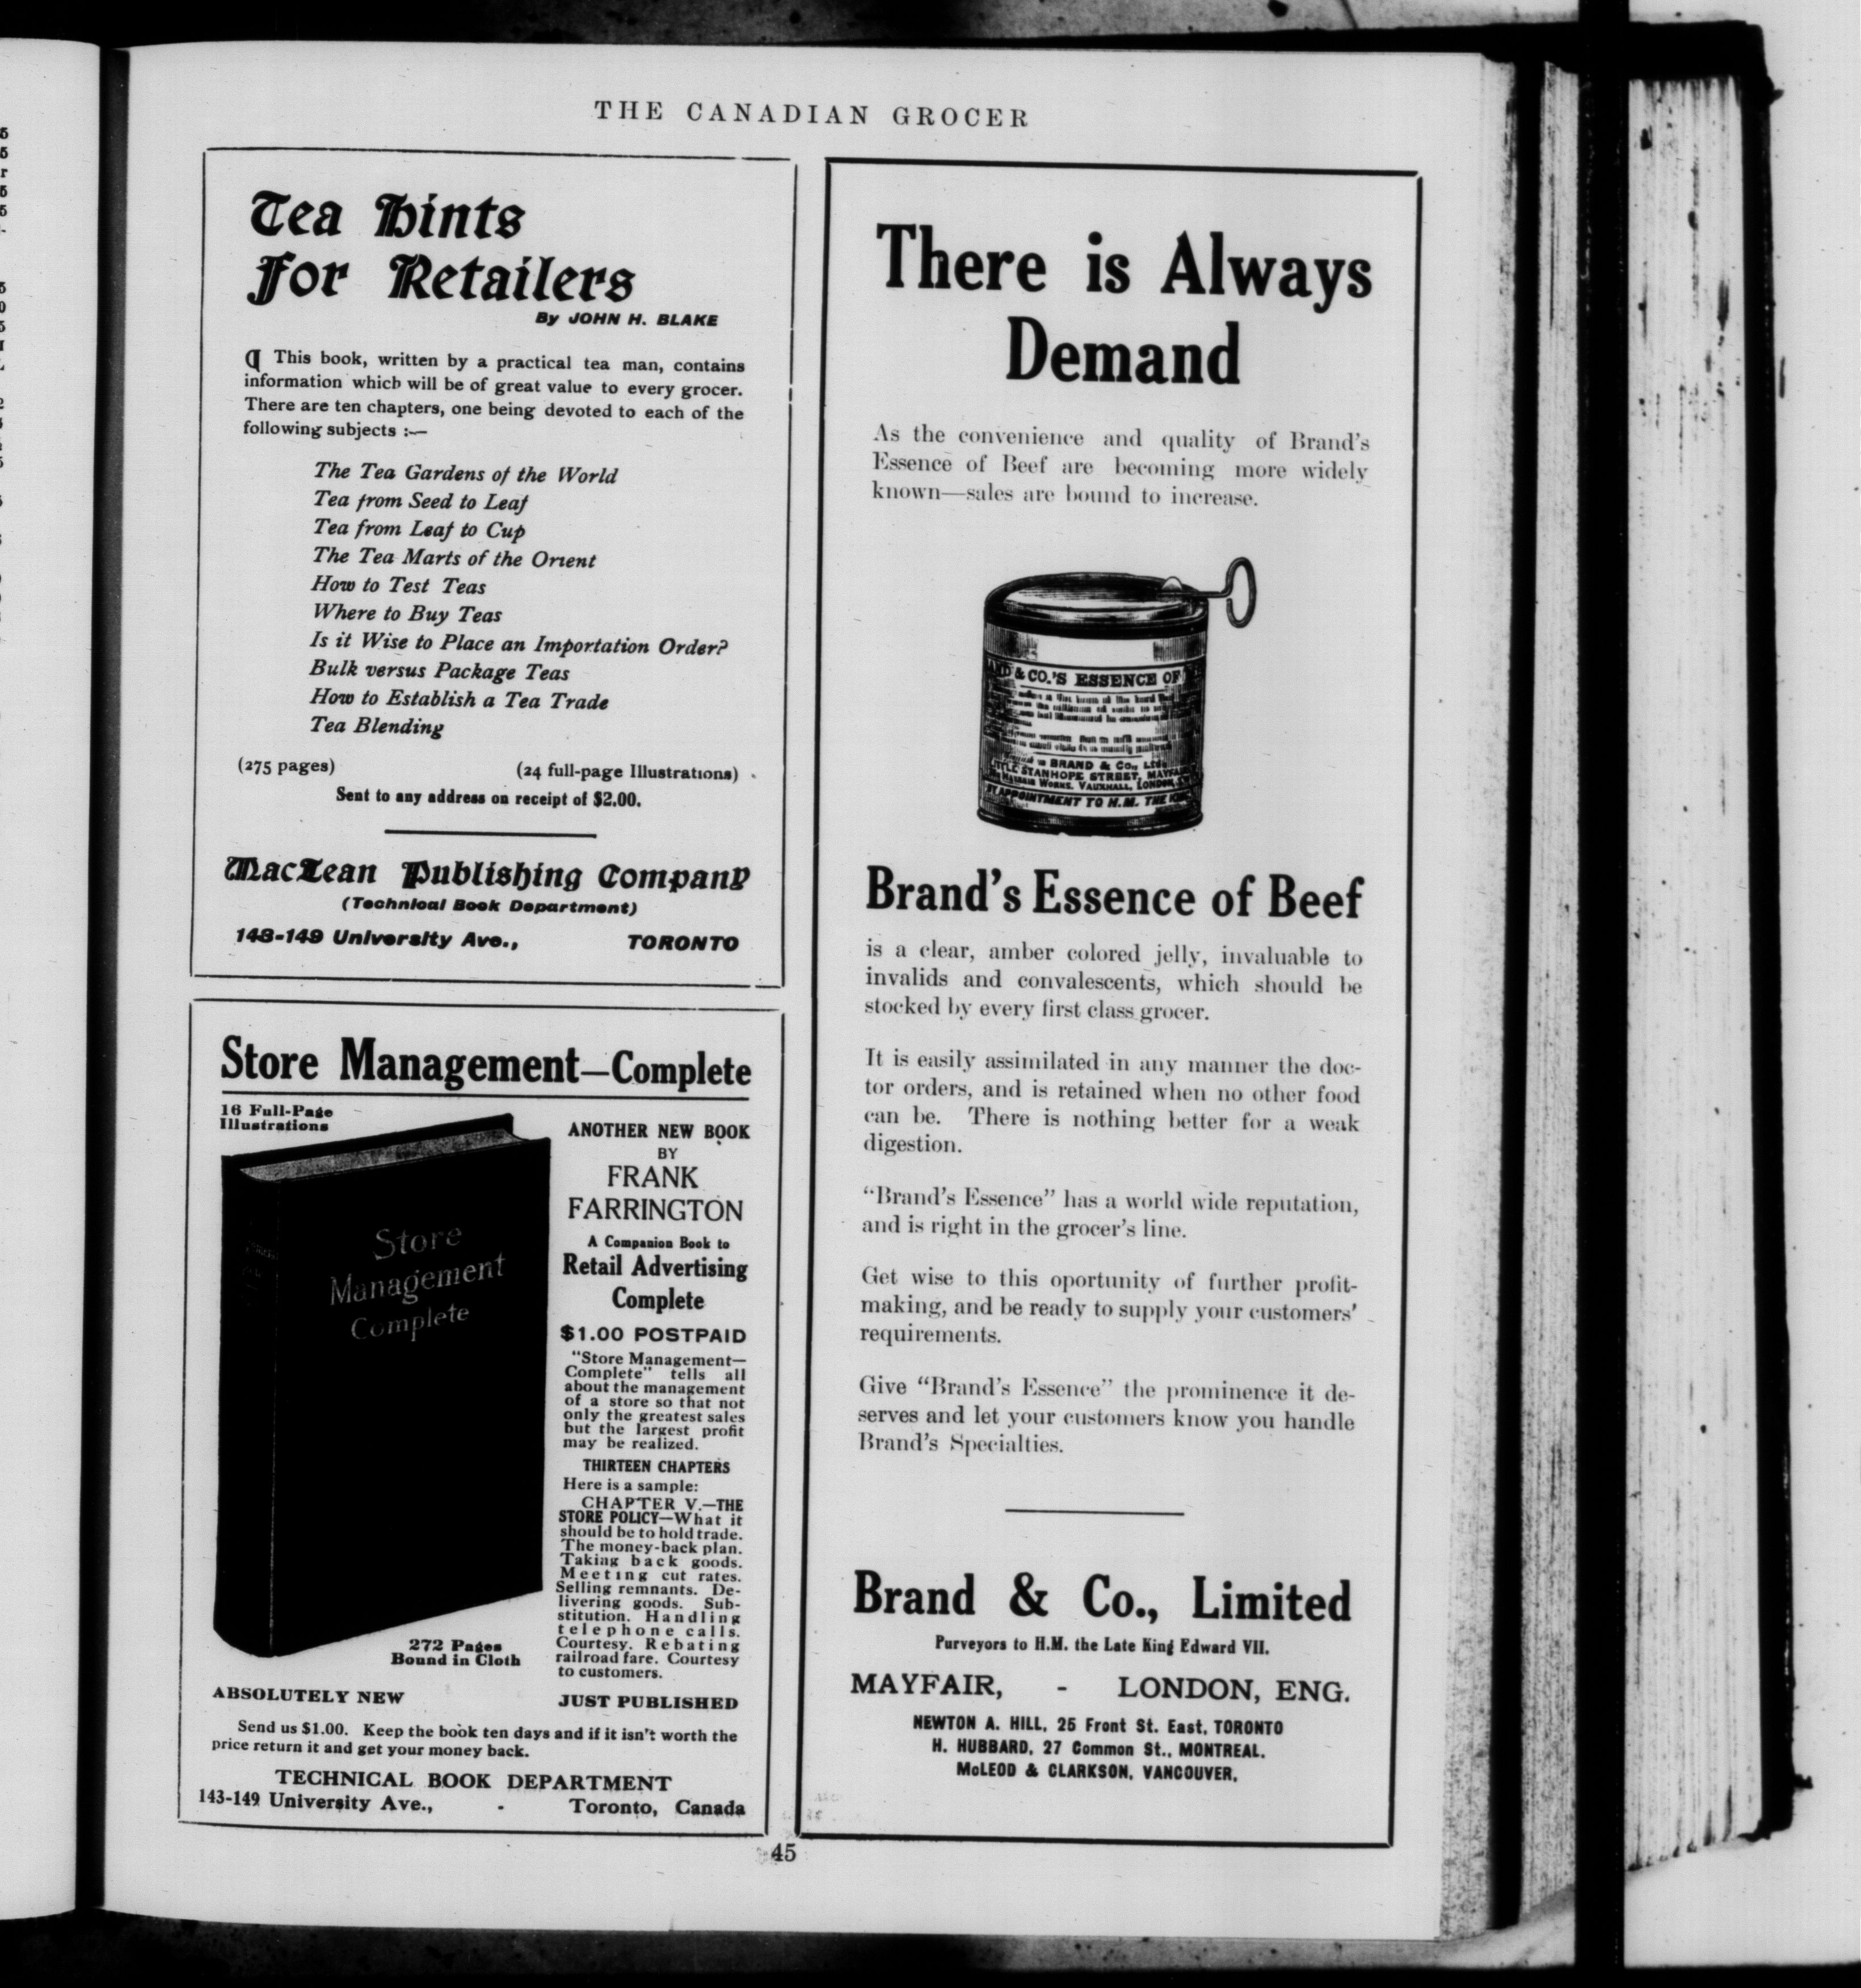 THE CANADIAN GROCER
Tea Hints
for Retailers
By JOHN H. BLAKE
¶ This book, written by a practical tea man, contains
information which will be of great value to every grocer.
There are ten chapters, one being devoted to each of the
following subjects :—
The Tea Gardens of the World
Tea from Seed to Leaf
Tea from Leaf to Cup
The Tea Marts of the Orient
How to Test Teas
Where to Buy Teas
Is it Wise to Place an Importation Order?
Bulk versus Package Teas
How to Establish a Tea Trade
Tea Blending
(275 pages) (24 full-page Illustrations)
Sent to any address on receipt of $2.00.
MacLean Publishing Company
(Technical Book Department)
143-149 University Ave., TORONTO
Store Management—Complete
16 Full-Page
Illustrations
Store
Management
Complete
272 Pages
Bound in Cloth
ANOTHER NEW BOOK
BY
FRANK
FARRINGTON
A Companion Book to
Retail Advertising
Complete
$1.00 POSTPAID
"Store Management—
Complete" tells all
about the management
of a store so that not
only the greatest sales
but the largest profit
may be realized.
THIRTEEN CHAPTERS
Here is a sample:
CHAPTER V.—THE
STORE POLICY—What it
should be to hold trade.
The money-back plan.
Taking back goods.
Meeting cut rates.
Selling remnants. De-
livering goods. Sub-
stitution. Handling
telephone calls.
Courtesy. Rebating
railroad fare. Courtesy
to customers.
ABSOLUTELY NEW JUST PUBLISHED
Send us $1.00. Keep the book ten days and if it isn't worth the
price return it and get your money back.
TECHNICAL BOOK DEPARTMENT
143-149 University Ave., - Toronto, Canada
There is Always
Demand
As the convenience and quality of Brand's
Essence of Beef are becoming more widely
known—sales are bound to increase.
& CO.'S ESSENCE OF
BRAND & Co., Ltd.
STANHOPE STREET, MAYFAIR
WORKS, VAUXHALL, LONDON
APPOINTMENT TO H.M. THE KING
Brand's Essence of Beef
is a clear, amber colored jelly, invaluable to
invalids and convalescents, which should be
stocked by every first class grocer.
It is easily assimilated in any manner the doc-
tor orders, and is retained when no other food
can be. There is nothing better for a weak
digestion.
"Brand's Essence" has a world wide reputation,
and is right in the grocer's line.
Get wise to this oportunity of further profit-
making, and be ready to supply your customers'
requirements.
Give "Brand's Essence" the prominence it de-
serves and let your customers know you handle
Brand's Specialties.
Brand & Co., Limited
Purveyors to H.M. the Late King Edward VII.
MAYFAIR, - LONDON, ENG.
NEWTON A. HILL, 25 Front St. East, TORONTO
H. HUBBARD, 27 Common St., MONTREAL.
McLEOD & CLARKSON, VANCOUVER,
45